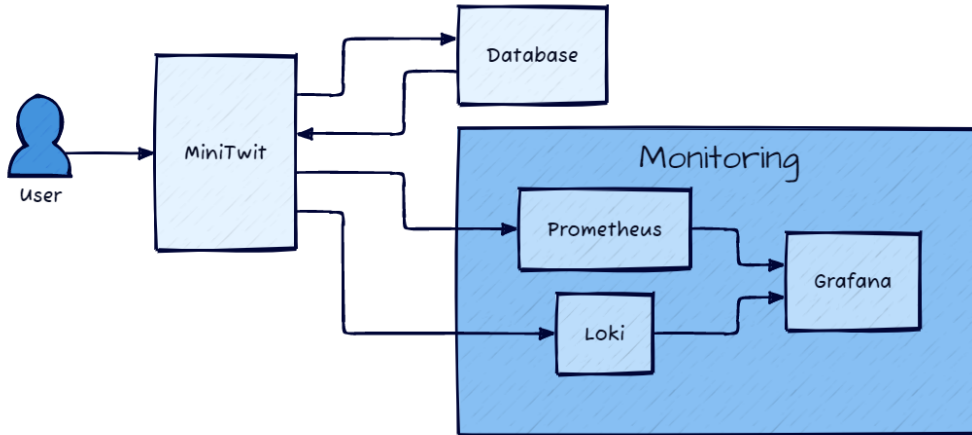 Database
MiniTwit
User
Monitoring
Prometheus
Grafana
Loki